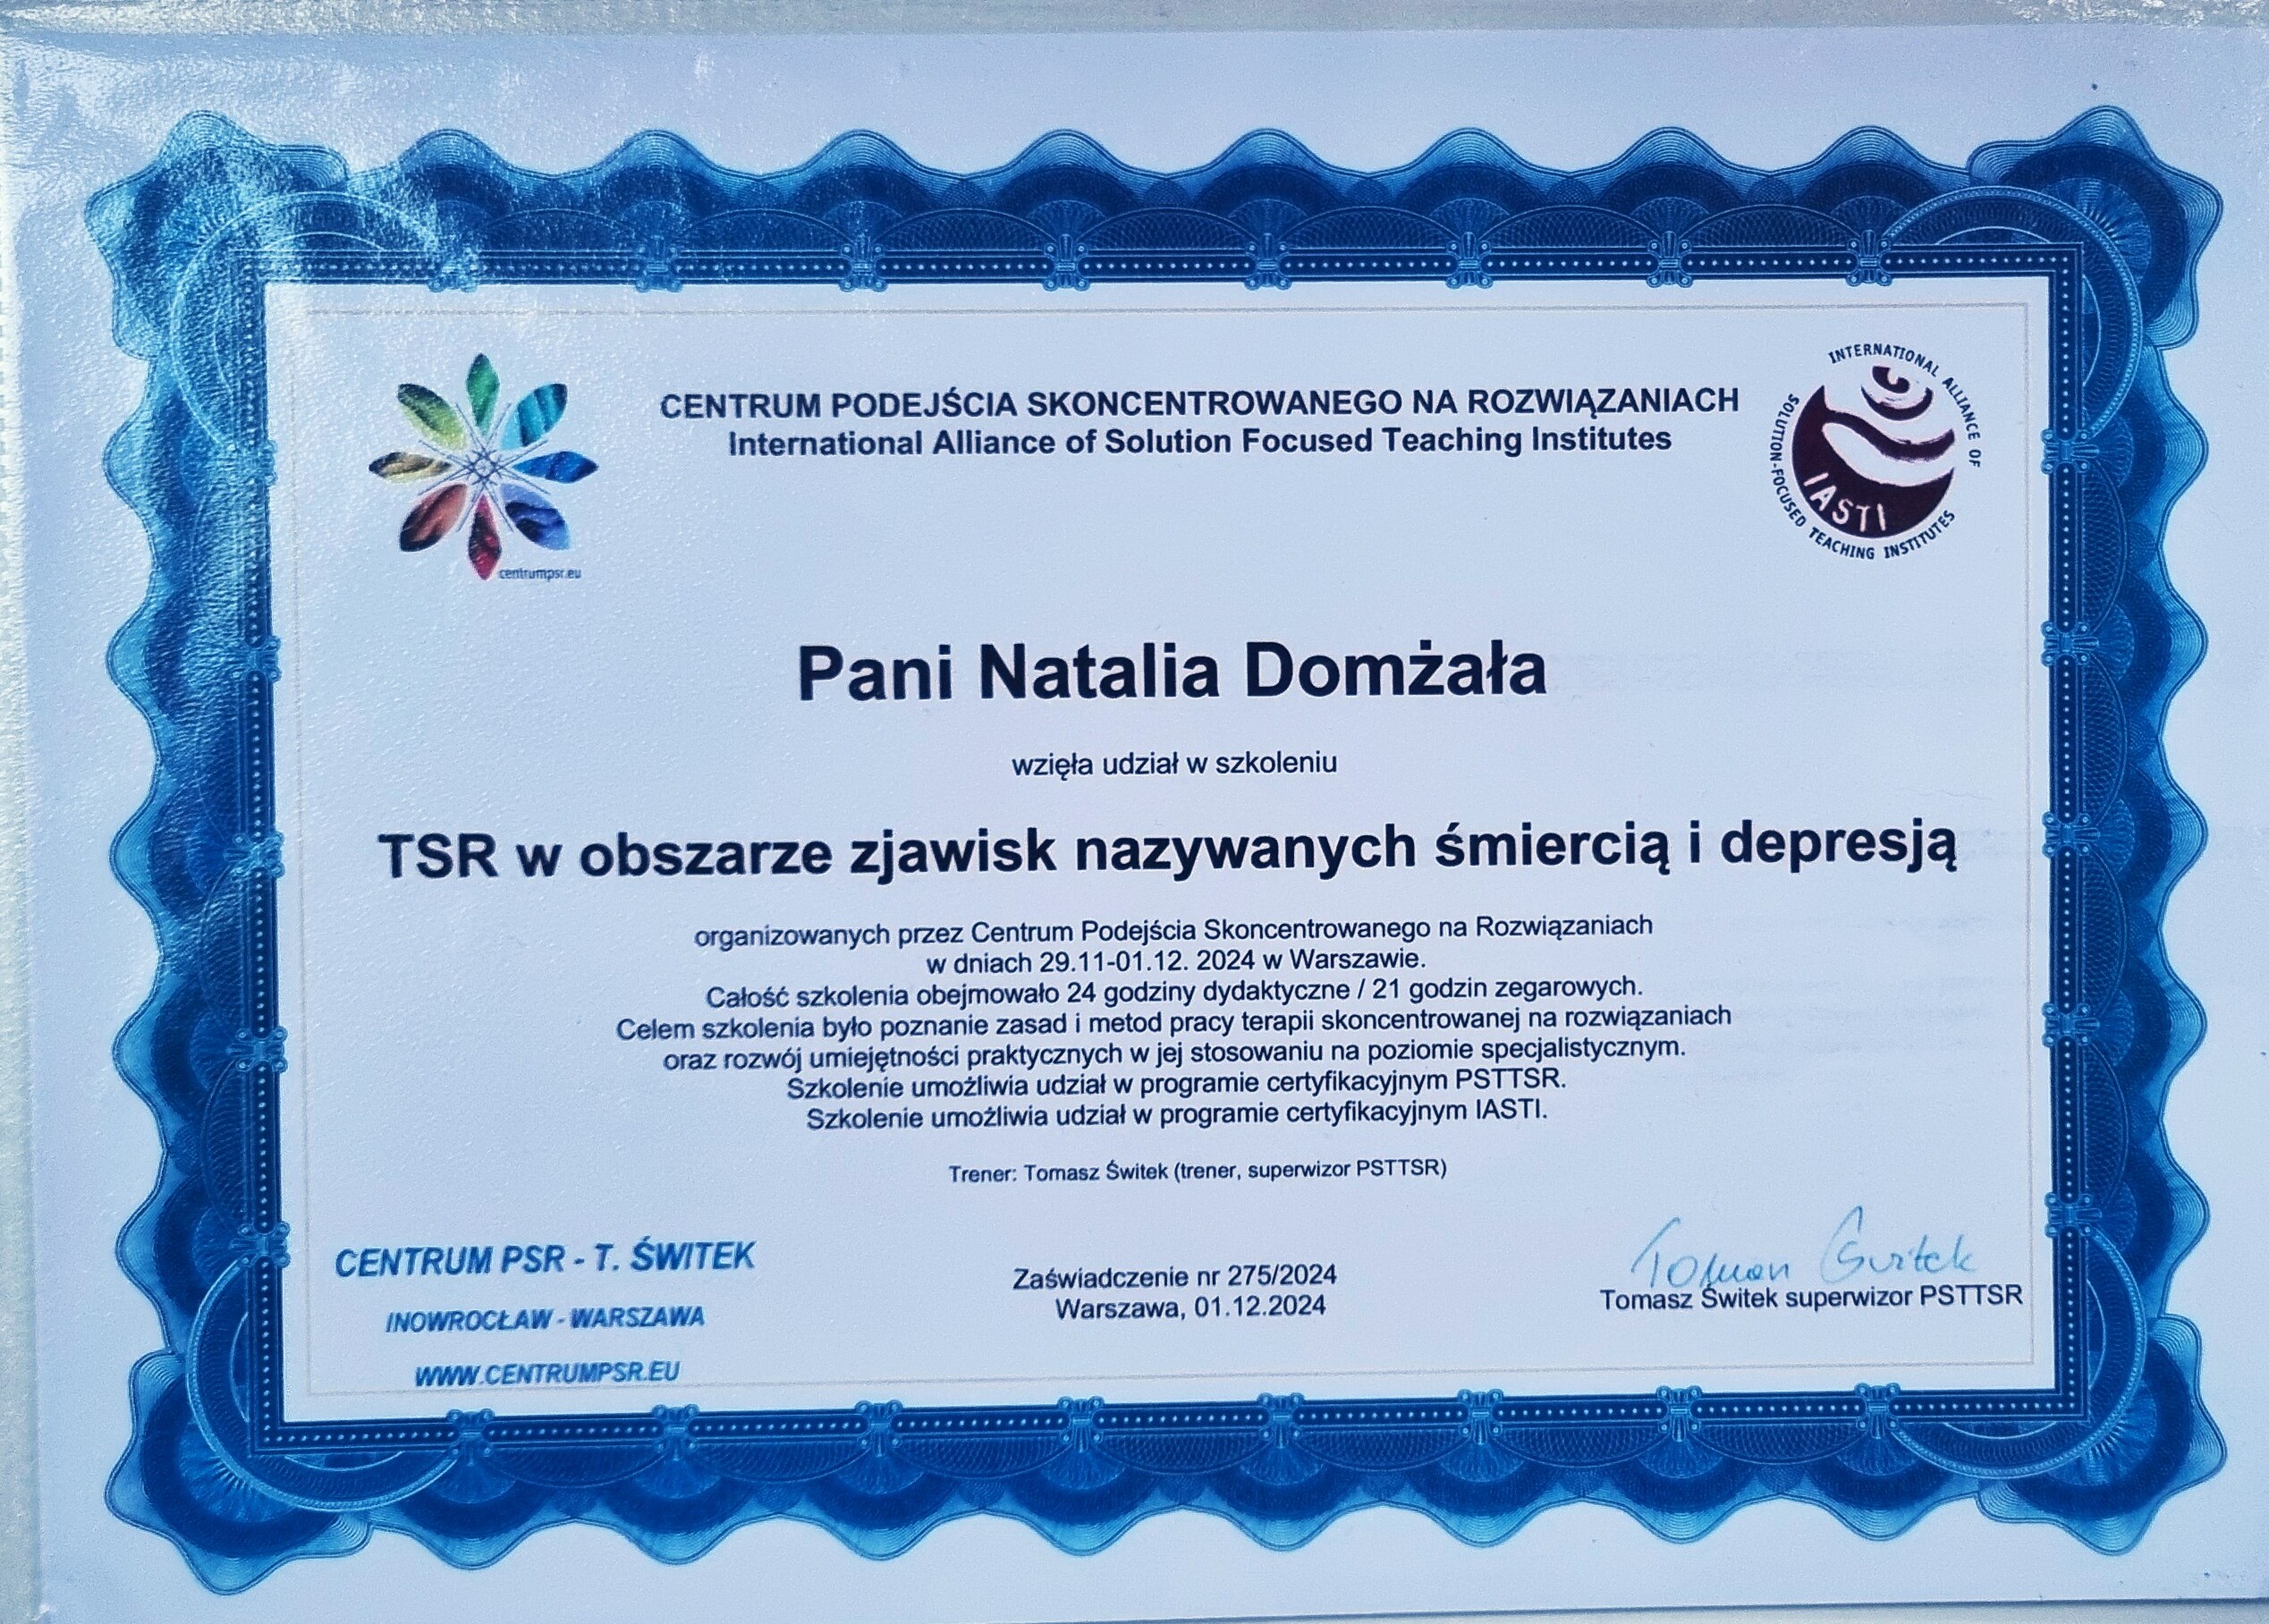 CENTRUM PODEJŚCIA SKONCENTROWANEGO NA ROZWIĄZANIACH
International Alliance of Solution Focused Teaching Institutes
centrumpsr.eu
INTERNATIONAL ALLIANCE OF SOLUTION-FOCUSED TEACHING INSTITUTES
IASTI
Pani Natalia Domżała
wzięła udział w szkoleniu
TSR w obszarze zjawisk nazywanych śmiercią i depresją
organizowanych przez Centrum Podejścia Skoncentrowanego na Rozwiązaniach
w dniach 29.11-01.12. 2024 w Warszawie.
Całość szkolenia obejmowało 24 godziny dydaktyczne / 21 godzin zegarowych.
Celem szkolenia było poznanie zasad i metod pracy terapii skoncentrowanej na rozwiązaniach
oraz rozwój umiejętności praktycznych w jej stosowaniu na poziomie specjalistycznym.
Szkolenie umożliwia udział w programie certyfikacyjnym PSTTSR.
Szkolenie umożliwia udział w programie certyfikacyjnym IASTI.
Trener: Tomasz Świtek (trener, superwizor PSTTSR)
CENTRUM PSR - T. ŚWITEK
INOWROCŁAW - WARSZAWA
WWW.CENTRUMPSR.EU
Zaświadczenie nr 275/2024
Warszawa, 01.12.2024
Tomasz Świtek
Tomasz Świtek superwizor PSTTSR